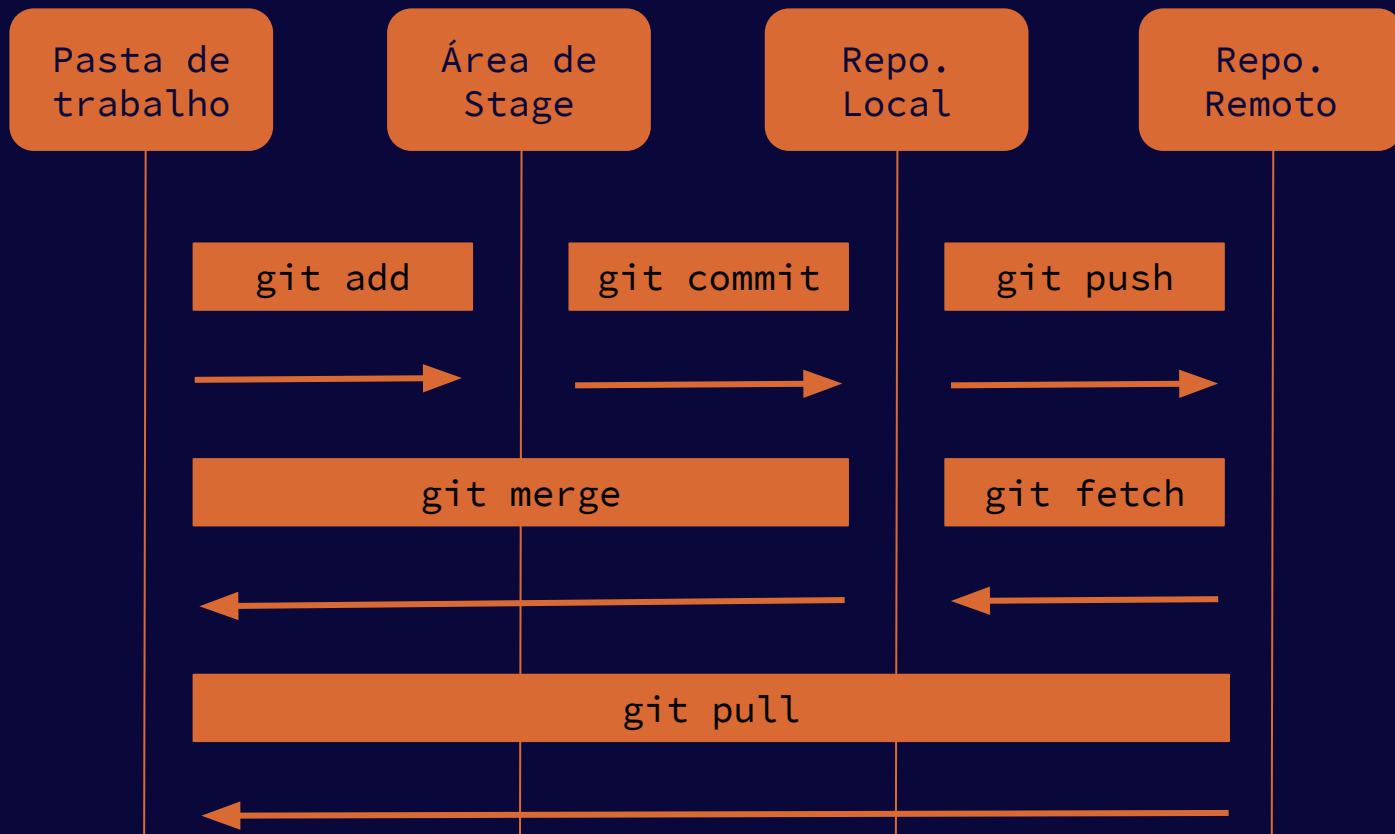 Pasta de
trabalho
Área de
Stage
Repo.
Local
Repo.
Remoto
git add
git commit
git push
git merge
git fetch
git pull